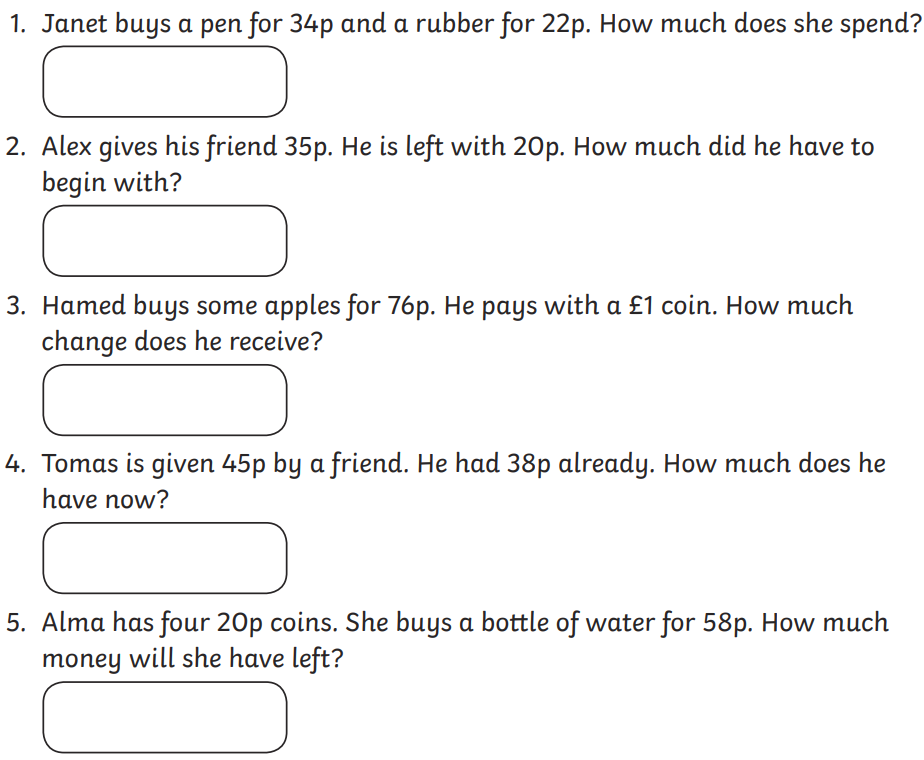 1. Janet buys a pen for 34p and a rubber for 22p. How much does she spend?
2. Alex gives his friend 35p. He is left with 20p. How much did he have to
begin with?
3. Hamed buys some apples for 76p. He pays with a £1 coin. How much
change does he receive?
4. Tomas is given 45p by a friend. He had 38p already. How much does he
have now?
5. Alma has four 20p coins. She buys a bottle of water for 58p. How much
money will she have left?